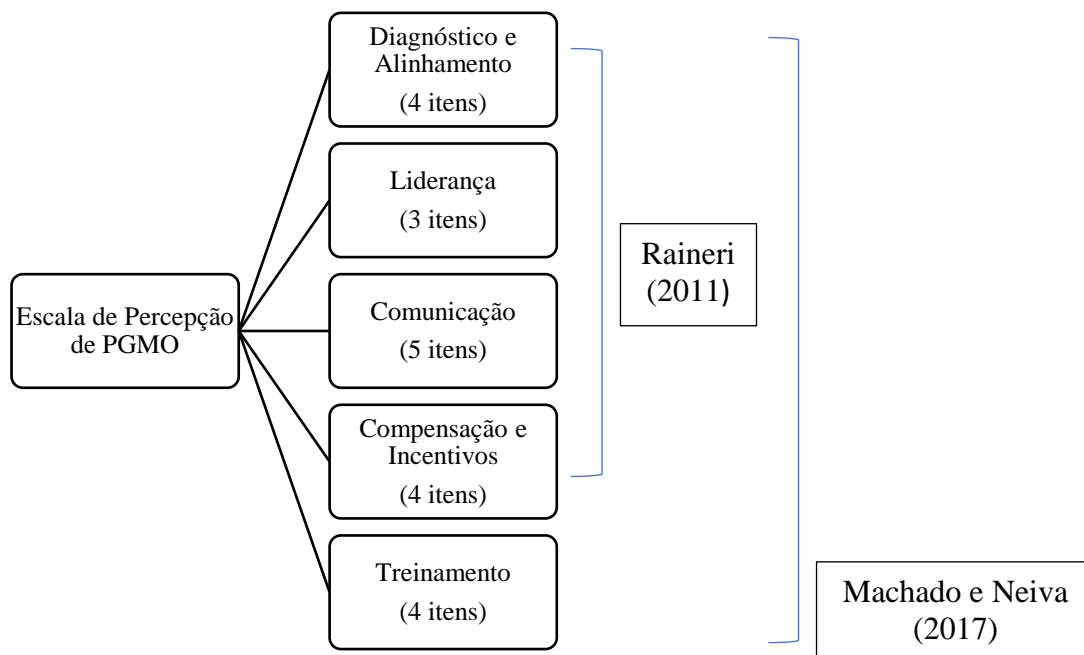 Diagnóstico e
Alinhamento
(4 itens)
Liderança
(3 itens)
Comunicação
(5 itens)
Compensação e
Incentivos
(4 itens)
Treinamento
(4 itens)
Escala de Percepção
de PGMO
Raineri
(2011)
Machado e Neiva
(2017)